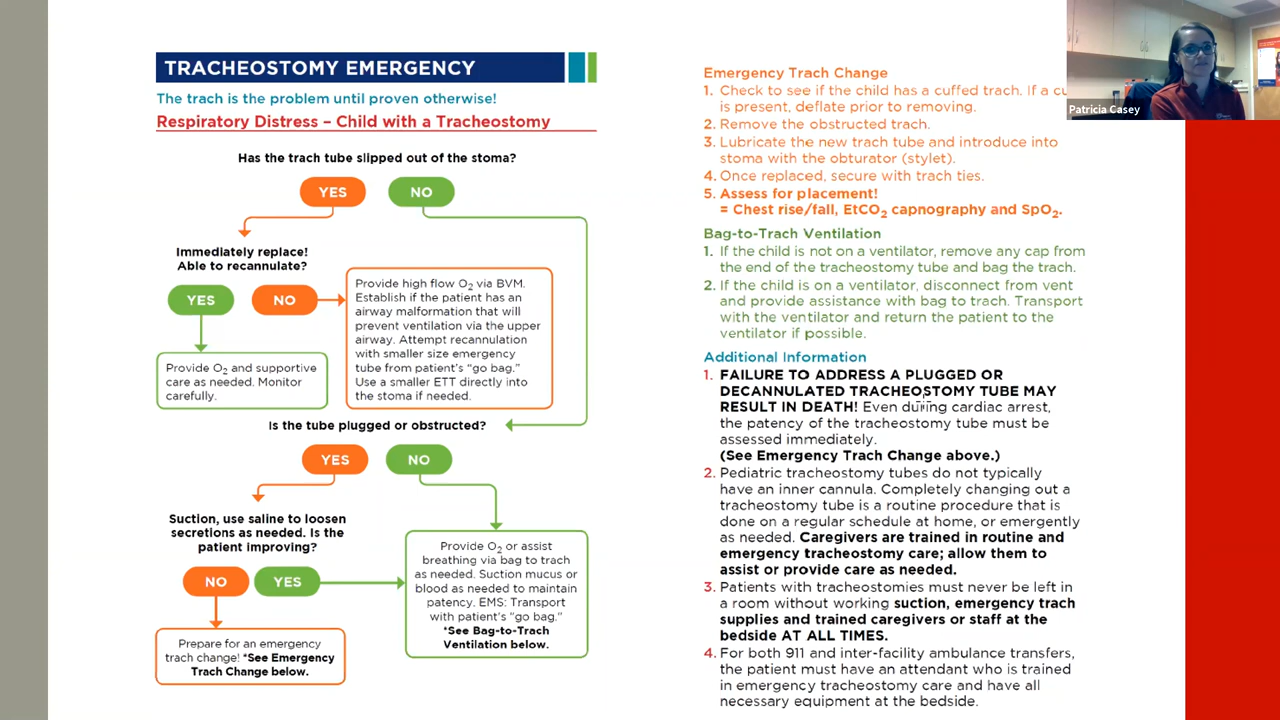 TRACHEOSTOMY EMERGENCY
The trach is the problem until proven otherwise!
Respiratory Distress – Child with a Tracheostomy
Has the trach tube slipped out of the stoma?
YES
NO
Immediately replace!
Able to recannulate?
YES
NO
Provide high flow O2 via BVM.
Establish if the patient has an
airway malformation that will
prevent ventilation via the upper
airway. Attempt recannulation
with smaller size emergency
tube from patient's "go bag."
Use a smaller ETT directly into
the stoma if needed.
Provide O2 and supportive
care as needed. Monitor
carefully.
Is the tube plugged or obstructed?
YES
NO
Suction, use saline to loosen
secretions as needed. Is the
patient improving?
NO
YES
Provide O2 or assist
breathing via bag to trach
as needed. Suction mucus or
blood as needed to maintain
patency. EMS: Transport
with patient's "go bag."
*See Bag-to-Trach
Ventilation below.
Prepare for an emergency
trach change! *See Emergency
Trach Change below.
Emergency Trach Change
1. Check to see if the child has a cuffed trach. If a
is present, deflate prior to removing.
2. Remove the obstructed trach.
3. Lubricate the new trach tube and introduce into
stoma with the obturator (stylet).
4. Once replaced, secure with trach ties.
5. Assess for placement!
= Chest rise/fall, EtCO2 capnography and SpO2.
Bag-to-Trach Ventilation
1. If the child is not on a ventilator, remove any cap from
the end of the tracheostomy tube and bag the trach.
2. If the child is on a ventilator, disconnect from vent
and provide assistance with bag to trach. Transport
with the ventilator and return the patient to the
ventilator if possible.
Additional Information
1. FAILURE TO ADDRESS A PLUGGED OR
DECANNULATED TRACHEOSTOMY TUBE MAY
RESULT IN DEATH! Even during cardiac arrest,
the patency of the tracheostomy tube must be
assessed immediately.
(See Emergency Trach Change above.)
2. Pediatric tracheostomy tubes do not typically
have an inner cannula. Completely changing out a
tracheostomy tube is a routine procedure that is
done on a regular schedule at home, or emergently
as needed. Caregivers are trained in routine and
emergency tracheostomy care; allow them to
assist or provide care as needed.
3. Patients with tracheostomies must never be left in
a room without working suction, emergency trach
supplies and trained caregivers or staff at the
bedside AT ALL TIMES.
4. For both 911 and inter-facility ambulance transfers,
the patient must have an attendant who is trained
in emergency tracheostomy care and have all
necessary equipment at the bedside.
Patricia Casey